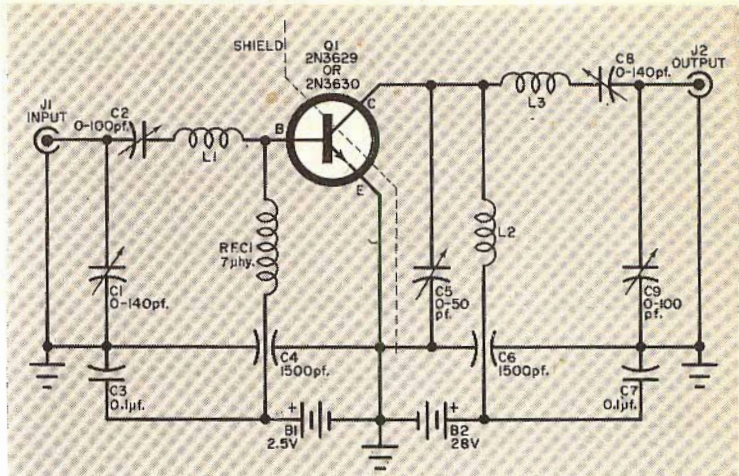 SHIELD
Q1
2N3629
OR
2N3630
J1
INPUT
C2
0-100pf.
L1
B
C
E
L3
C8
0-140pf.
J2
OUTPUT
RFC1
7μhy.
L2
C1
0-140pf.
C5
0-50
pf.
C9
0-100
pf.
C4
1500pf.
C6
1500pf.
C3
0.1μf.
C7
0.1μf.
+
B1
2.5V
+
B2
28V